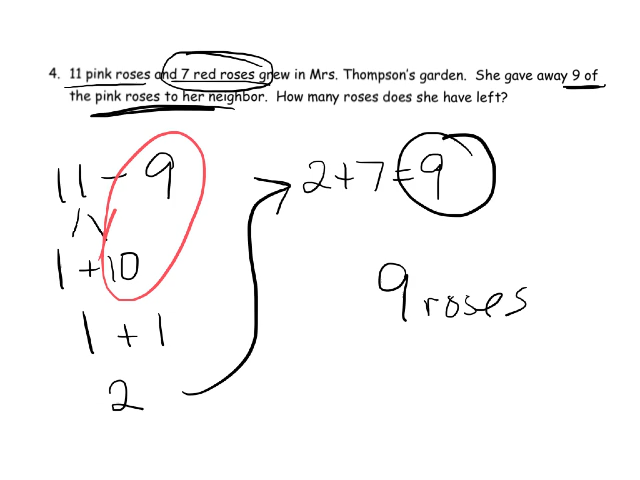 4. 11 pink roses and 7 red roses grew in Mrs. Thompson's garden. She gave away 9 of
the pink roses to her neighbor. How many roses does she have left?
11 - 9
1 + 10
1 + 1
2
2 + 7 = 9
9 roses